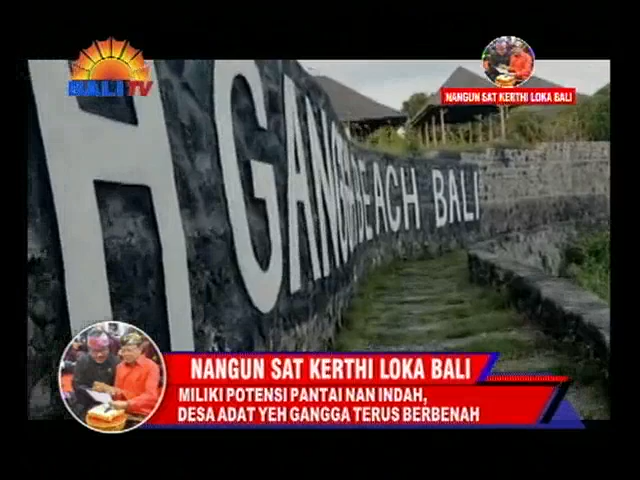 BALI TV
NANGUN SAT KERTHI LOKA BALI
H GANGGA BEACH BALI
NANGUN SAT KERTHI LOKA BALI
MILIKI POTENSI PANTAI NAN INDAH,
DESA ADAT YEH GANGGA TERUS BERBENAH